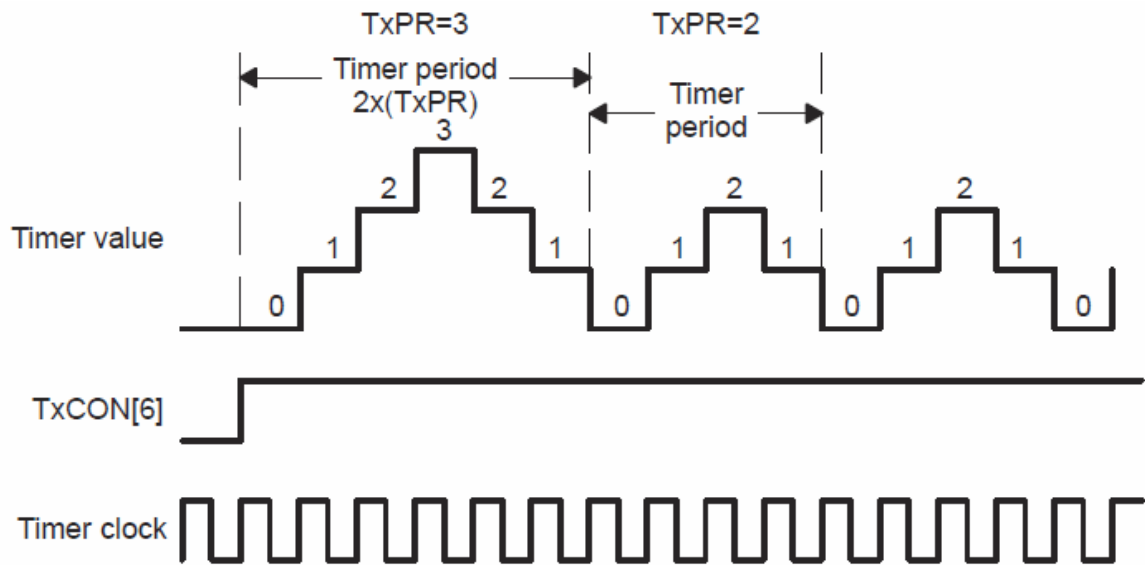 TxPR=3 TxPR=2
Timer period
2x(TxPR)
Timer
period
3
2 2 2 2
Timer value
1 1 1 1 1 1
0 0 0 0
TxCON[6]
Timer clock